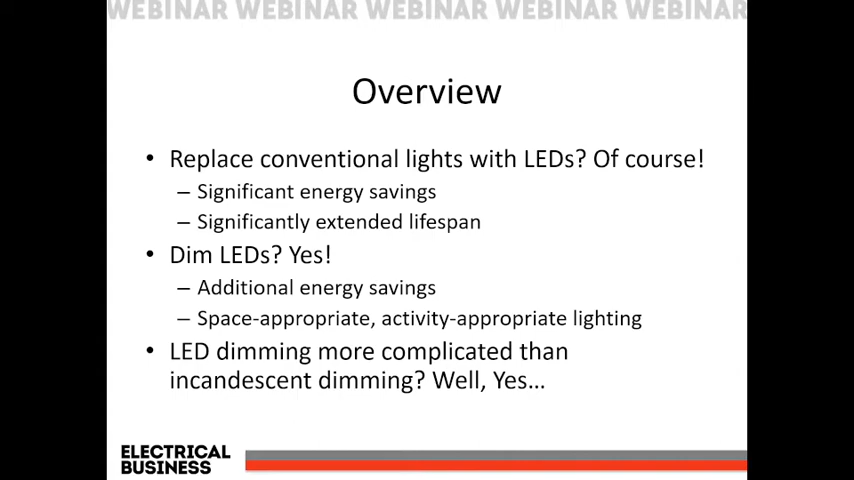 WEBINAR WEBINAR WEBINAR WEBINAR WEBINAR
Overview
• Replace conventional lights with LEDs? Of course!
– Significant energy savings
– Significantly extended lifespan
• Dim LEDs? Yes!
– Additional energy savings
– Space-appropriate, activity-appropriate lighting
• LED dimming more complicated than
incandescent dimming? Well, Yes…
ELECTRICAL
BUSINESS